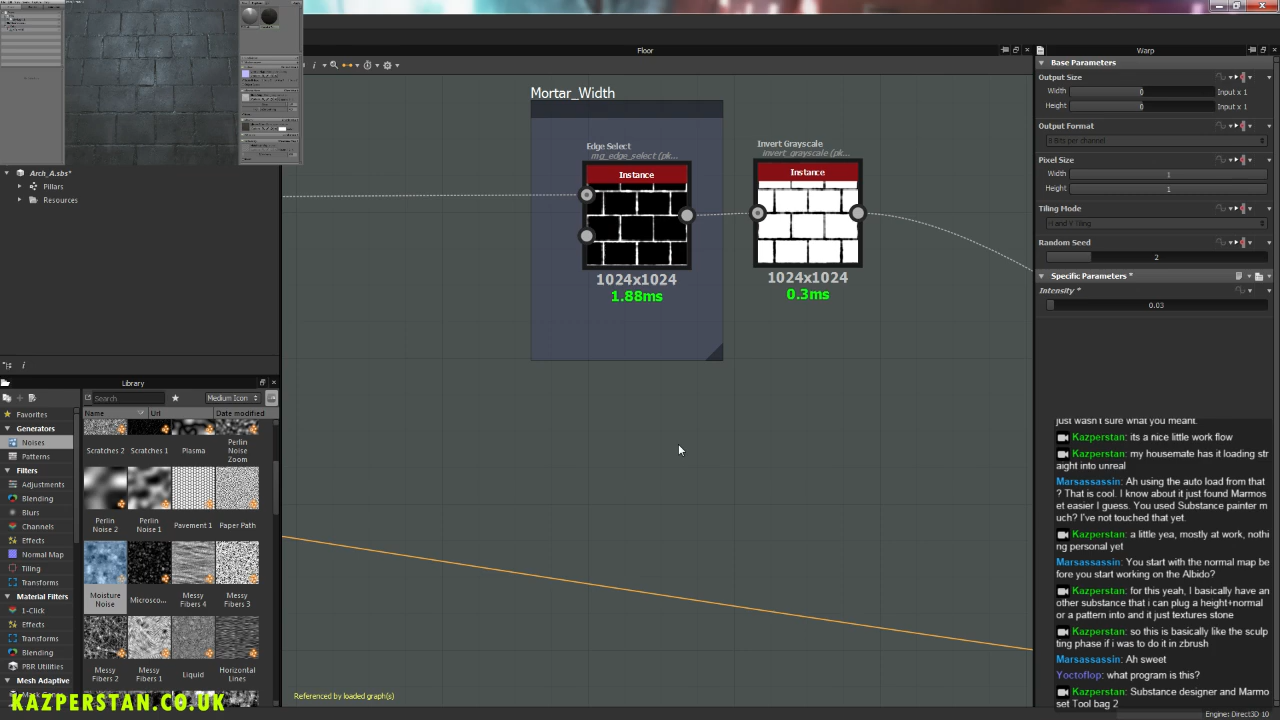 Floor
Warp
Base Parameters
Output Size
Width
0
Input x 1
Height
0
Input x 1
Output Format
8 Bits per channel
Pixel Size
Width
1
Height
1
Tiling Mode
H and V Tiling
Random Seed
2
Specific Parameters *
Intensity *
0.03
Mortar_Width
Edge Select
mg_edge_select (pk...
Instance
1024x1024
1.88ms
Invert Grayscale
invert_grayscale (pk...
Instance
1024x1024
0.3ms
Arch_A.sbs*
Pillars
Resources
Library
Search
Medium Icon
Name
Url
Date modified
Favorites
Generators
Noises
Patterns
Filters
Adjustments
Blending
Blurs
Channels
Effects
Normal Map
Tiling
Transforms
Material Filters
1-Click
Effects
Transforms
Blending
PBR Utilities
Mesh Adaptive
Scratches 2
Scratches 1
Plasma
Perlin Noise Zoom
Perlin Noise 2
Perlin Noise 1
Pavement 1
Paper Path
Moisture Noise
Microsco...
Messy Fibers 4
Messy Fibers 3
Messy Fibers 2
Messy Fibers 1
Liquid
Horizontal Lines
Referenced by loaded graph(s)
just wasn't sure what you meant.
Kazperstan: its a nice little work flow
Kazperstan: my housemate has it loading str
aight into unreal
Marsassassin: Ah using the auto load from that
? That is cool. I know about it just found Marmos
et easier I guess. You used Substance painter m
uch? I've not touched that yet.
Kazperstan: a little yea, mostly at work, nothi
ng personal yet
Marsassassin: You start with the normal map be
fore you start working on the Albido?
Kazperstan: for this yeah, I basically have an
other substance that i can plug a height+normal
or a pattern into and it just textures stone
Kazperstan: so this is basically like the sculp
ting phase if i was to do it in zbrush
Marsassassin: Ah sweet
Yoctoflop: what program is this?
Kazperstan: Substance designer and Marmo
set Tool bag 2
KAZPERSTAN.CO.UK
Engine: Direct3D 10